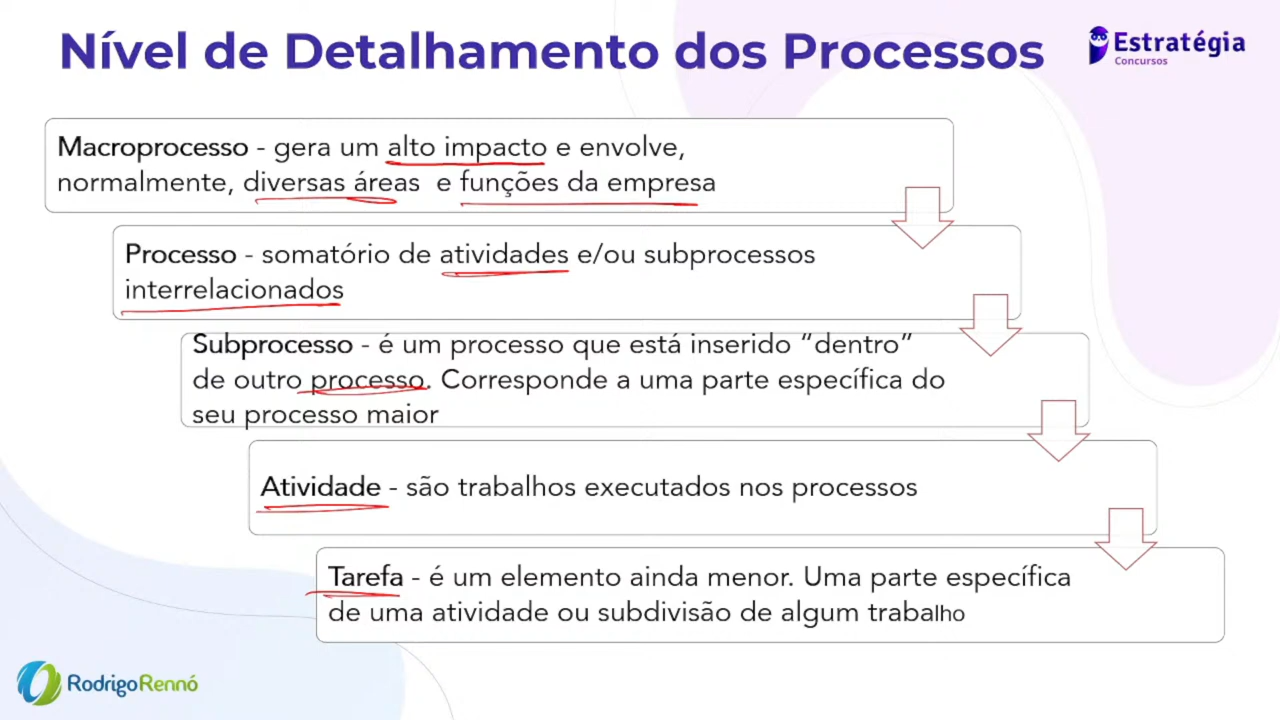 Nível de Detalhamento dos Processos
Estratégia
Concursos
Macroprocesso - gera um alto impacto e envolve,
normalmente, diversas áreas e funções da empresa
Processo - somatório de atividades e/ou subprocessos
interrelacionados
Subprocesso - é um processo que está inserido “dentro”
de outro processo. Corresponde a uma parte específica do
seu processo maior
Atividade - são trabalhos executados nos processos
Tarefa - é um elemento ainda menor. Uma parte específica
de uma atividade ou subdivisão de algum trabalho
RodrigoRennó